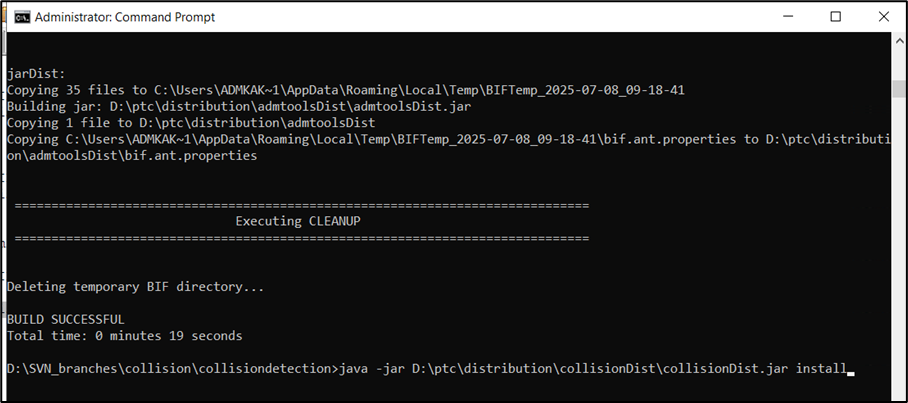 Administrator: Command Prompt
jarDist:
Copying 35 files to C:\Users\ADMKAK~1\AppData\Roaming\Local\Temp\BIFTemp_2025-07-08_09-18-41
Building jar: D:\ptc\distribution\admtoolsDist\admtoolsDist.jar
Copying 1 file to D:\ptc\distribution\admtoolsDist
Copying C:\Users\ADMKAK~1\AppData\Roaming\Local\Temp\BIFTemp_2025-07-08_09-18-41\bif.ant.properties to D:\ptc\distributi
on\admtoolsDist\bif.ant.properties
==============================================================================
Executing CLEANUP
==============================================================================
Deleting temporary BIF directory...
BUILD SUCCESSFUL
Total time: 0 minutes 19 seconds
D:\SVN_branches\collision\collisiondetection>java -jar D:\ptc\distribution\collisionDist\collisionDist.jar install